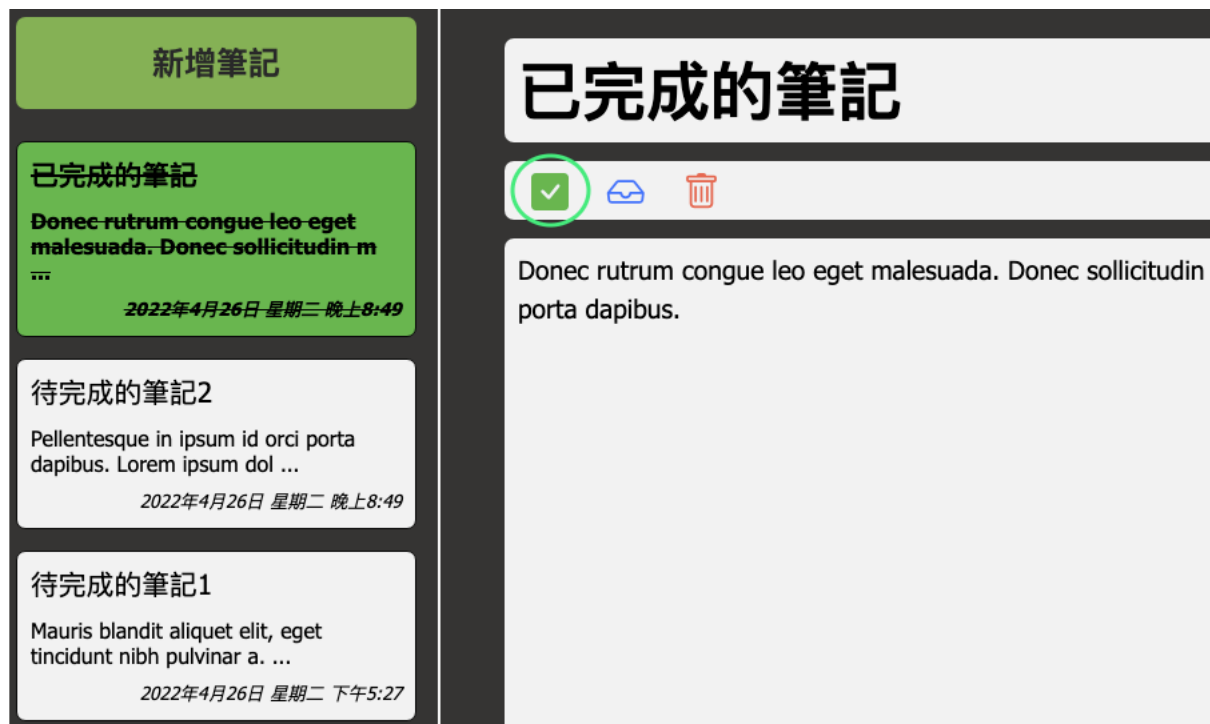 新增筆記
已完成的筆記
Donec rutrum congue leo eget
malesuada. Donec sollicitudin m
...
2022年4月26日 星期二 晚上8:49
待完成的筆記2
Pellentesque in ipsum id orci porta
dapibus. Lorem ipsum dol ...
2022年4月26日 星期二 晚上8:49
待完成的筆記1
Mauris blandit aliquet elit, eget
tincidunt nibh pulvinar a. ...
2022年4月26日 星期二 下午5:27
已完成的筆記
Donec rutrum congue leo eget malesuada. Donec sollicitudin
porta dapibus.